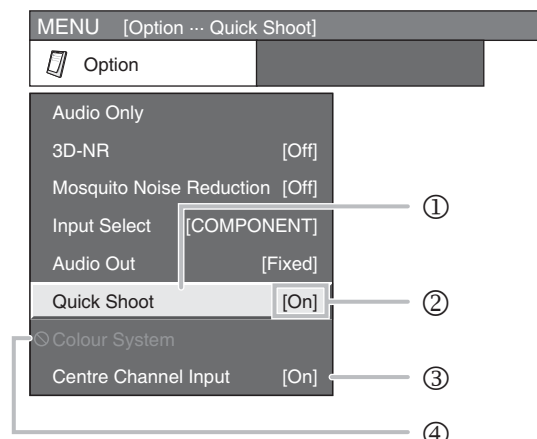 MENU [Option ··· Quick Shoot]
Option
Audio Only
3D-NR [Off]
Mosquito Noise Reduction [Off]
Input Select [COMPONENT]
①
Audio Out [Fixed]
Quick Shoot [On]
②
Colour System
Centre Channel Input [On]
③
④